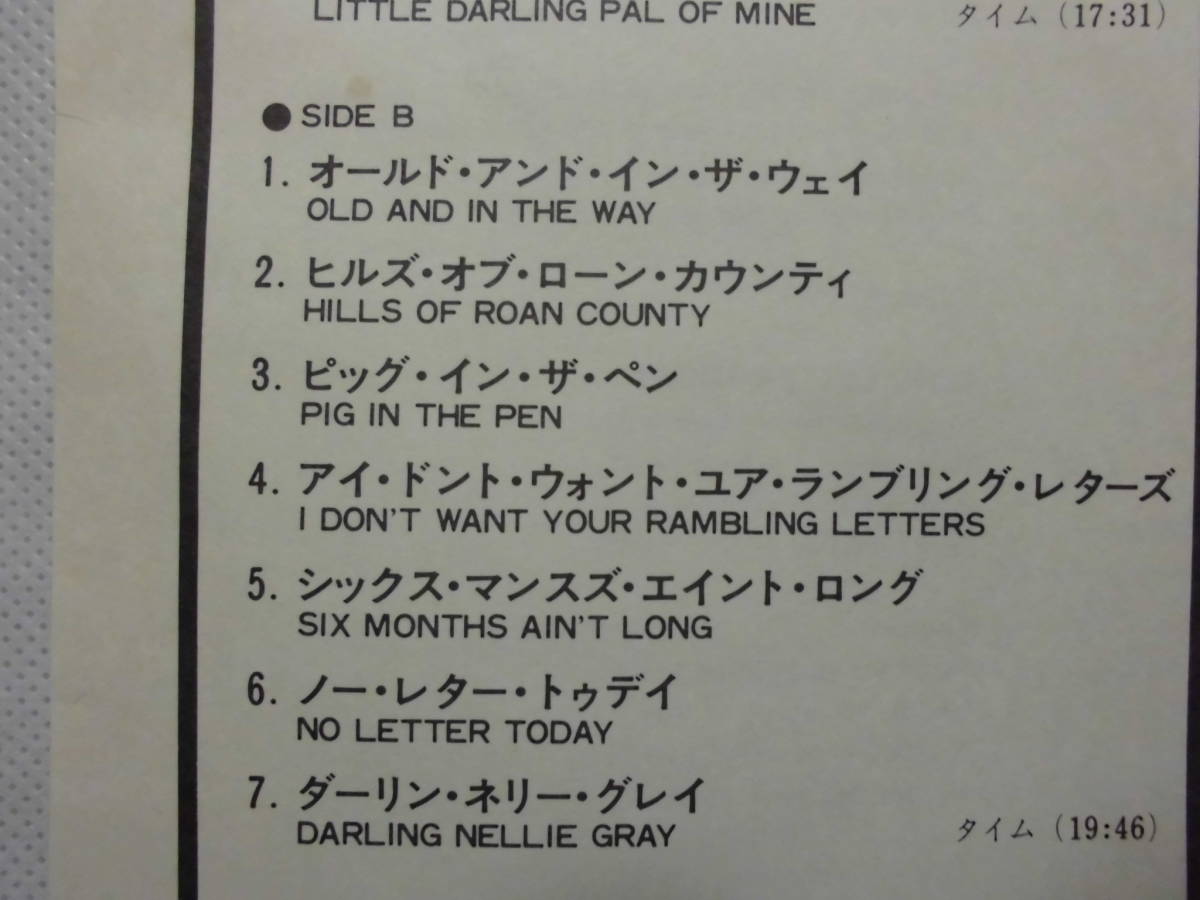 LITTLE DARLING PAL OF MINE タイム (17:31)
●SIDE B
1. オールド・アンド・イン・ザ・ウェイ
OLD AND IN THE WAY
2. ヒルズ・オブ・ローン・カウンティ
HILLS OF ROAN COUNTY
3. ピッグ・イン・ザ・ペン
PIG IN THE PEN
4. アイ・ドント・ウォント・ユア・ランブリング・レターズ
I DON'T WANT YOUR RAMBLING LETTERS
5. シックス・マンスズ・エイント・ロング
SIX MONTHS AIN'T LONG
6. ノー・レター・トゥデイ
NO LETTER TODAY
7. ダーリン・ネリー・グレイ
DARLING NELLIE GRAY タイム (19:46)